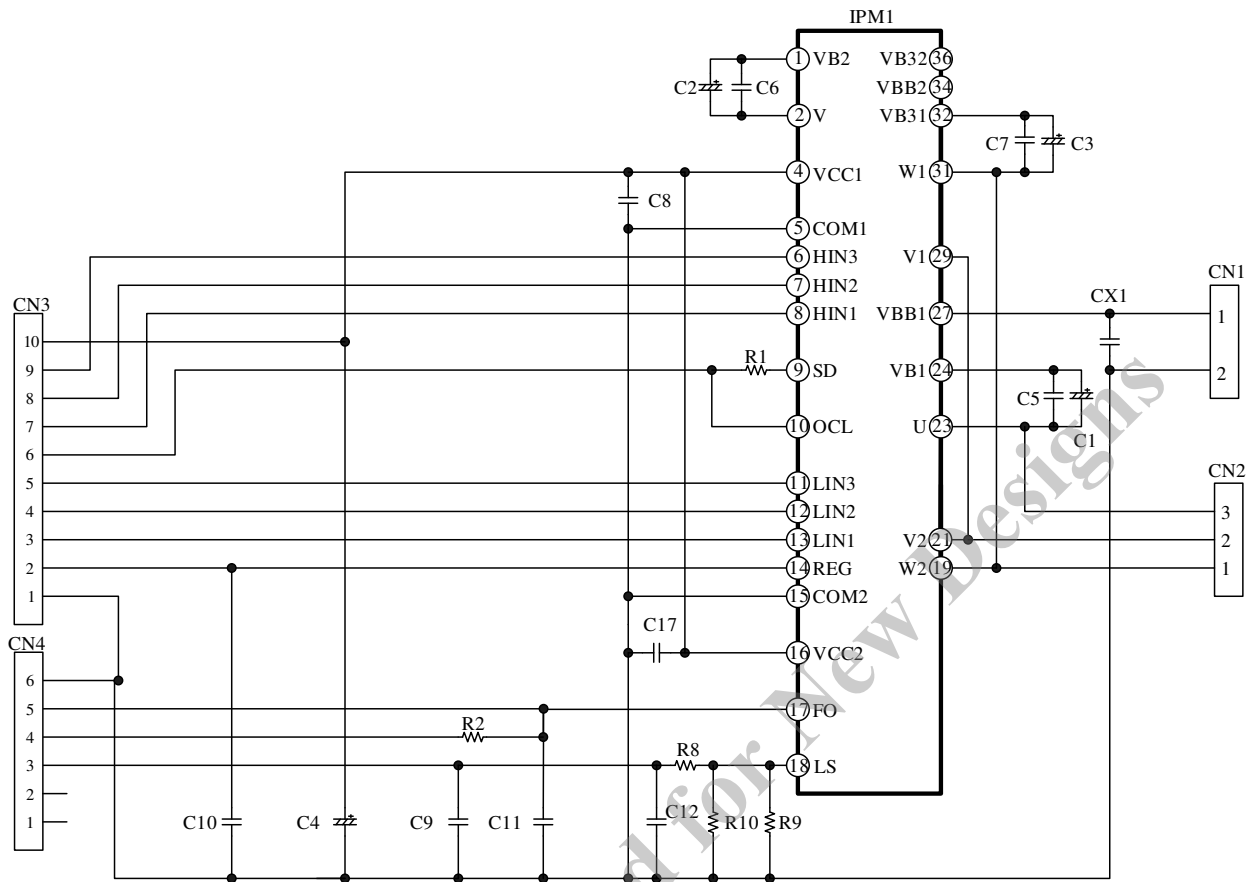 IPM1
1 VB2
VB32 36
VBB2 34
C2 C6
2 V
VB31 32
C7 C3
4 VCC1
W1 31
C8
5 COM1
6 HIN3
V1 29
7 HIN2
8 HIN1
VBB1 27
CX1
CN1
1
2
CN3
10
9
8
7
6
5
4
3
2
1
R1
9 SD
VB1 24
C5
C1
10 OCL
U 23
11 LIN3
12 LIN2
13 LIN1
V2 21
14 REG
W2 19
CN2
3
2
1
15 COM2
C17
16 VCC2
CN4
6
5
4
3
2
1
17 FO
R2
R8
18 LS
C10
C4
C9
C11
C12
R10
R9
d for New Designs